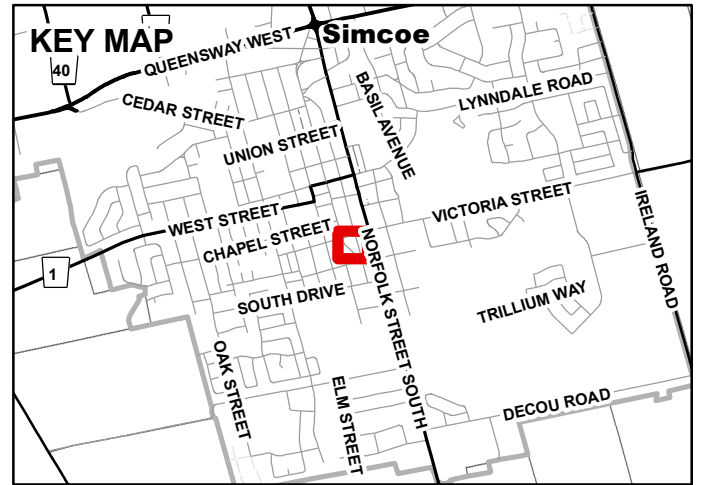 KEY MAP
Simcoe
40
QUEENSWAY WEST
CEDAR STREET
BASIL AVENUE
LYNNDALE ROAD
UNION STREET
VICTORIA STREET
WEST STREET
CHAPEL STREET
NORFOLK STREET SOUTH
IRELAND ROAD
1
SOUTH DRIVE
TRILLIUM WAY
OAK STREET
ELM STREET
DECOU ROAD